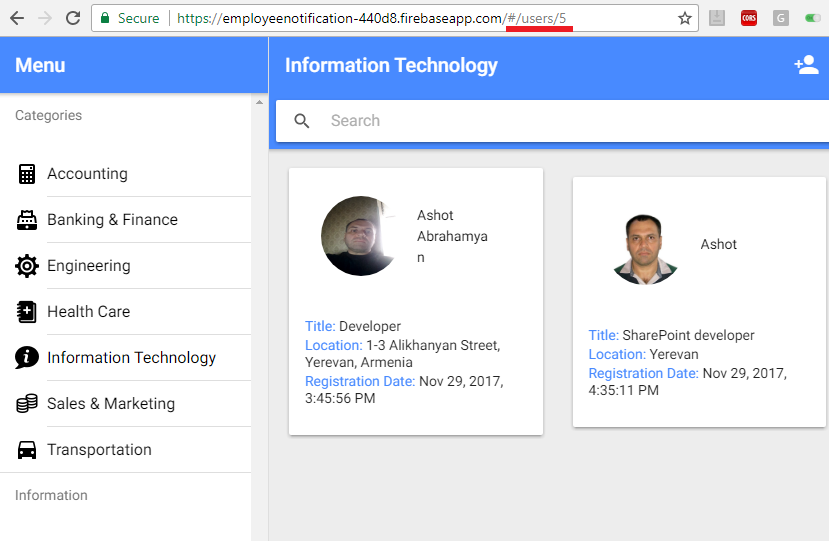 Secure https://employeenotification-440d8.firebaseapp.com/#/users/5
CORS
G
Menu
Information Technology
Search
Categories
Accounting
Banking & Finance
Engineering
Health Care
Information Technology
Sales & Marketing
Transportation
Information
Ashot
Abrahamya
n
Title: Developer
Location: 1-3 Alikhanyan Street,
Yerevan, Armenia
Registration Date: Nov 29, 2017,
3:45:56 PM
Ashot
Title: SharePoint developer
Location: Yerevan
Registration Date: Nov 29, 2017,
4:35:11 PM